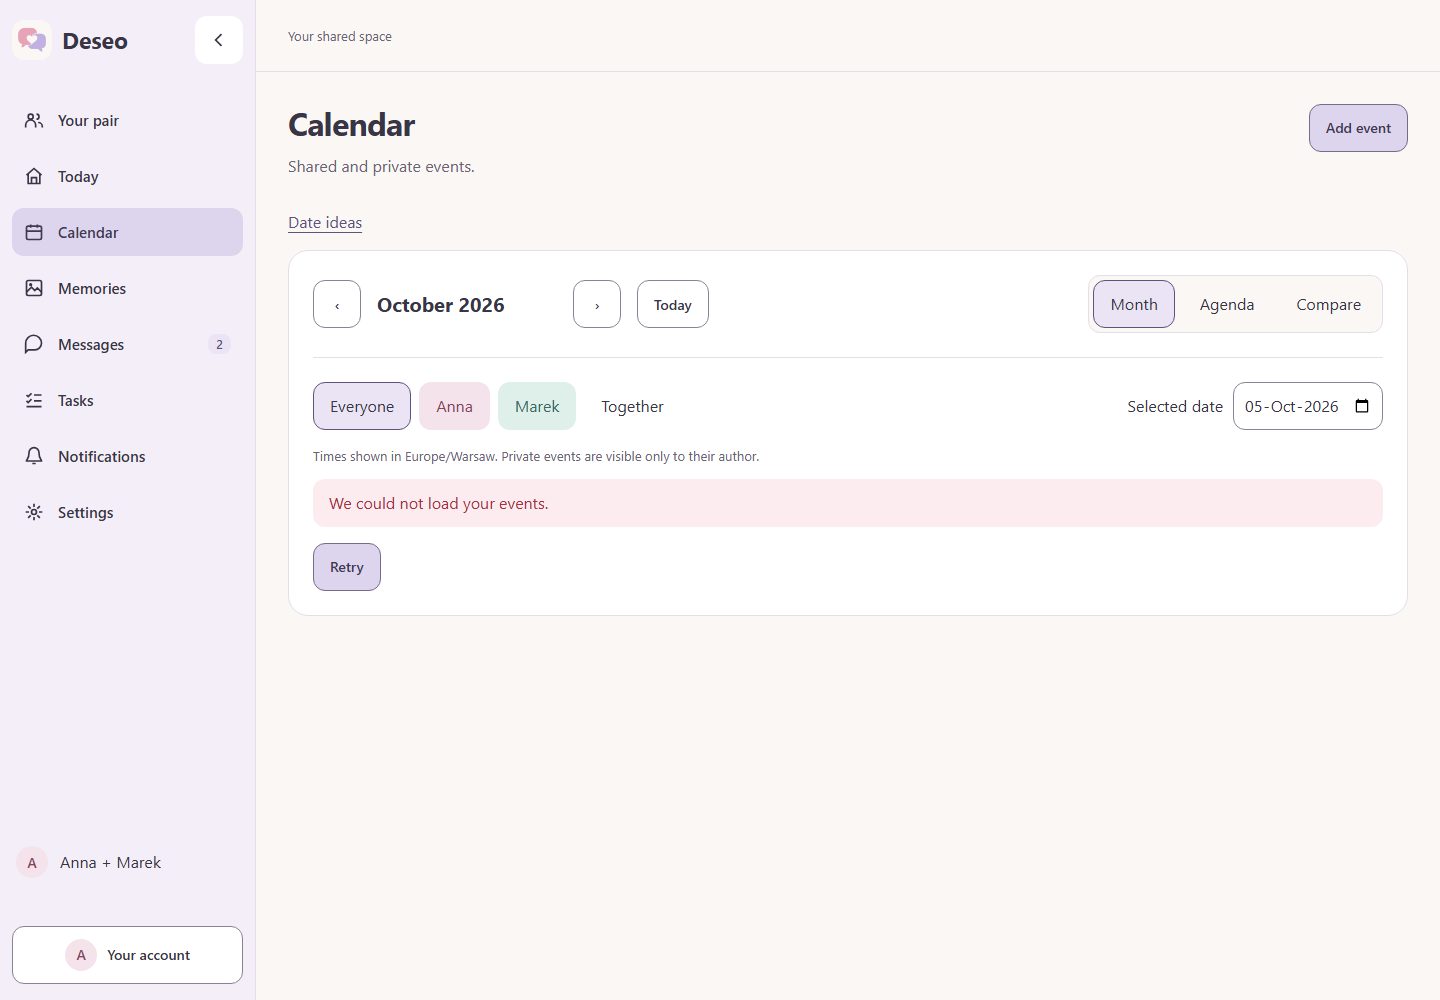 Deseo
Your shared space
Your pair
Today
Calendar
Memories
Messages 2
Tasks
Notifications
Settings
A Anna + Marek
A Your account
Calendar
Add event
Shared and private events.
Date ideas
‹ October 2026 › Today Month Agenda Compare
Everyone Anna Marek Together Selected date 05-Oct-2026
Times shown in Europe/Warsaw. Private events are visible only to their author.
We could not load your events.
Retry